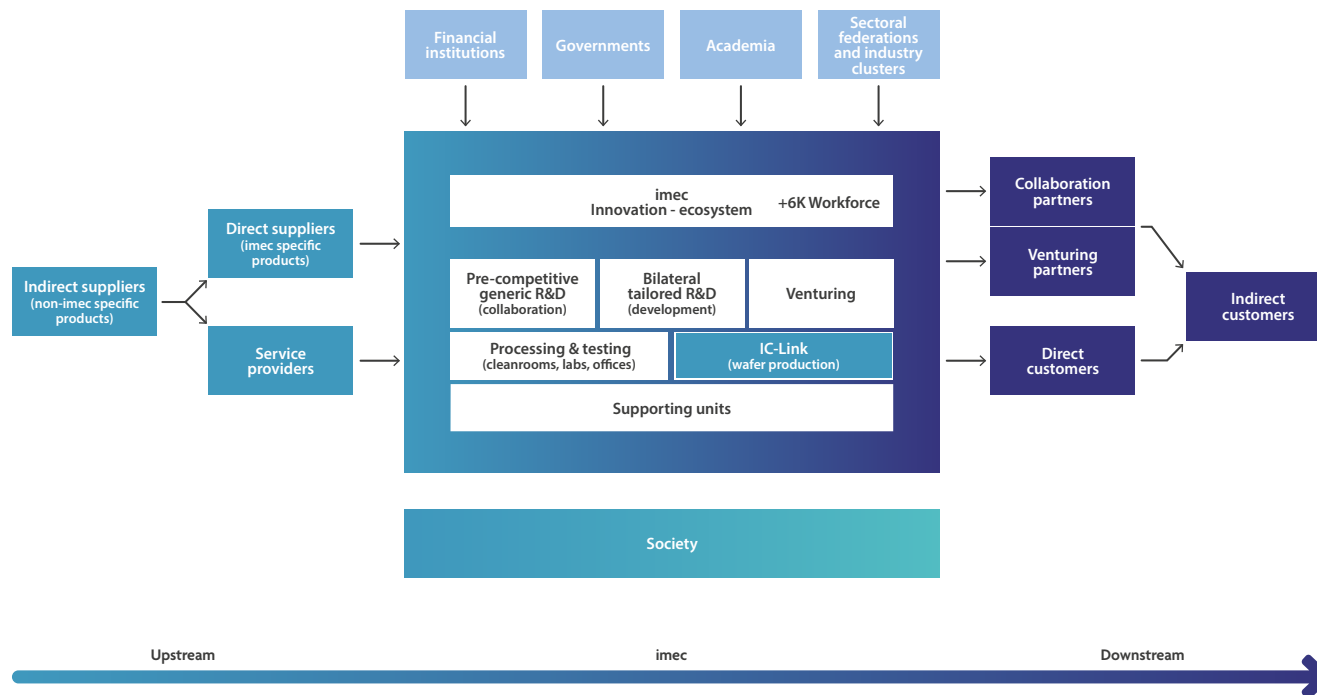 Financial
institutions
Governments
Academia
Sectoral
federations
and industry
clusters
imec
Innovation - ecosystem
+6K Workforce
Collaboration
partners
Direct suppliers
(imec specific
products)
Venturing
partners
Indirect suppliers
(non-imec specific
products)
Pre-competitive
generic R&D
(collaboration)
Bilateral
tailored R&D
(development)
Venturing
Indirect
customers
Service
providers
Processing & testing
(cleanrooms, labs, offices)
IC-Link
(wafer production)
Direct
customers
Supporting units
Society
Upstream
imec
Downstream